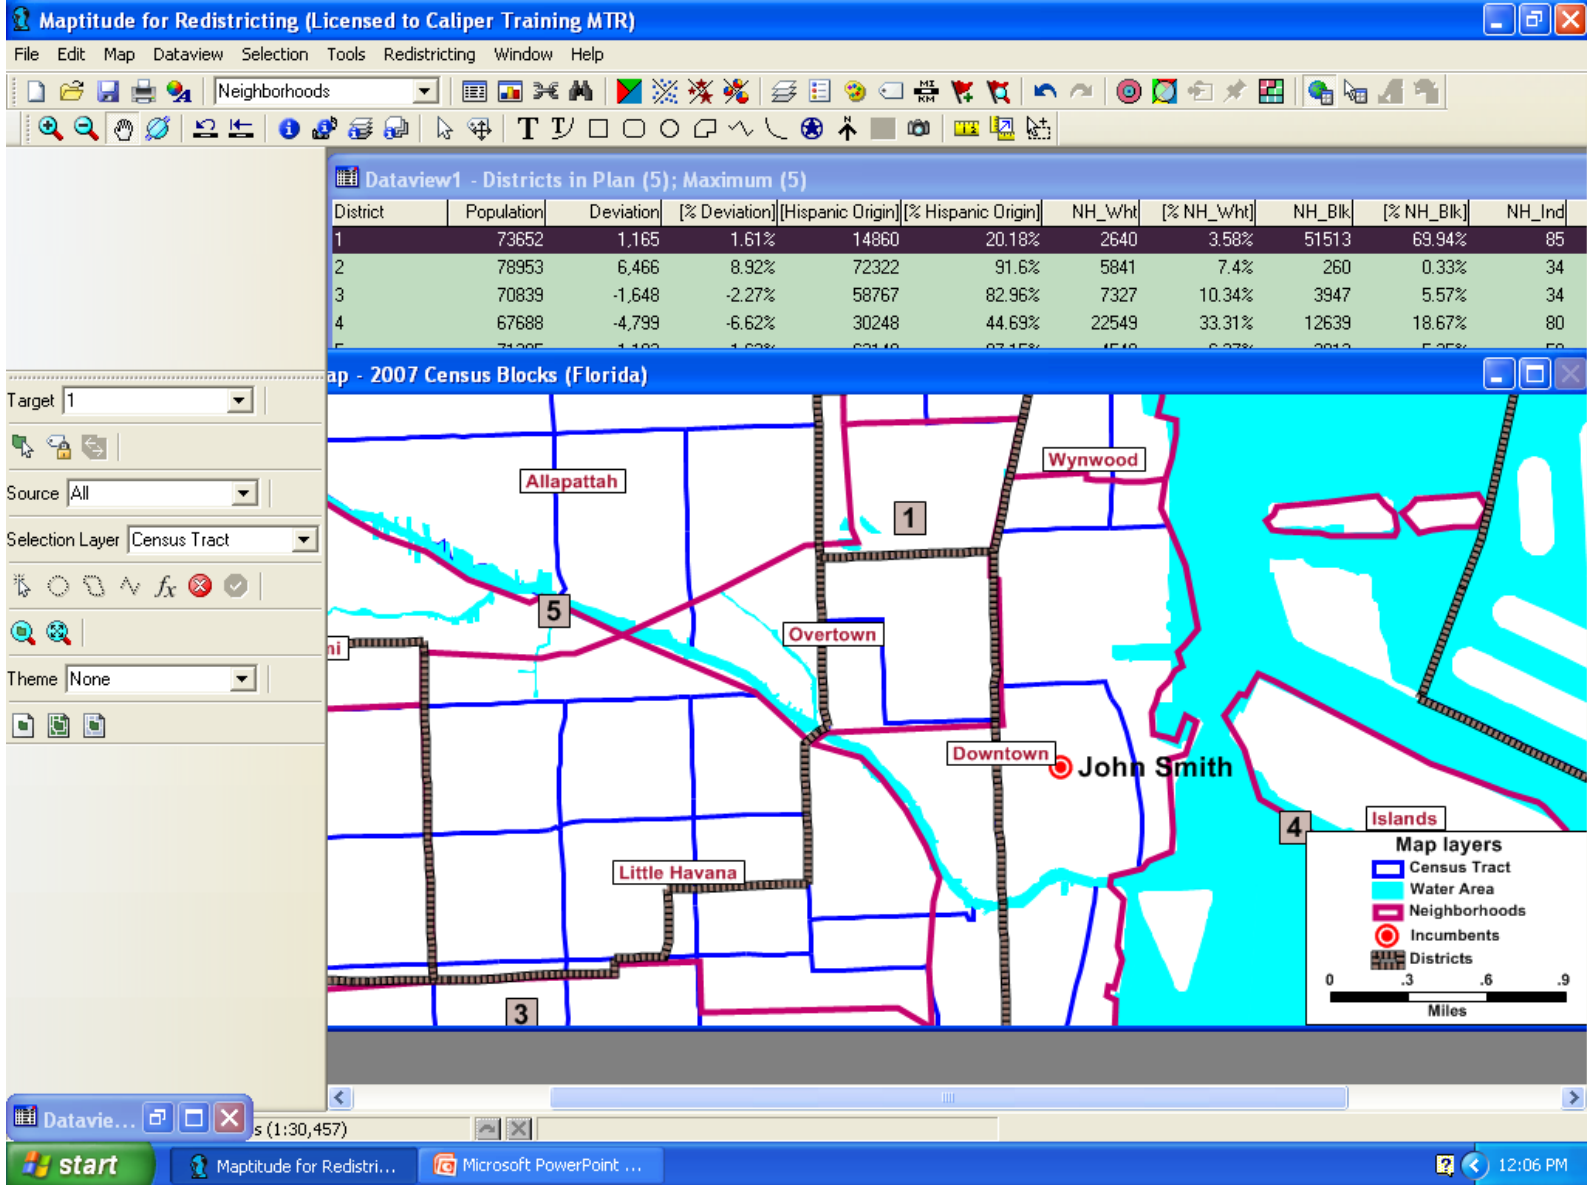 Maptitude for Redistricting (Licensed to Caliper Training MTR)
File Edit Map Dataview Selection Tools Redistricting Window Help
Neighborhoods
MI
KM
Dataview1 - Districts in Plan (5); Maximum (5)
District Population Deviation [% Deviation] [Hispanic Origin] [% Hispanic Origin] NH_Wht [% NH_Wht] NH_Blk [% NH_Blk] NH_Ind
1 73652 1,165 1.61% 14860 20.18% 2640 3.58% 51513 69.94% 85
2 78953 6,466 8.92% 72322 91.6% 5841 7.4% 260 0.33% 34
3 70839 -1,648 -2.27% 58767 82.96% 7327 10.34% 3947 5.57% 34
4 67688 -4,799 -6.62% 30248 44.69% 22549 33.31% 12639 18.67% 80
ap - 2007 Census Blocks (Florida)
Target 1
Source All
Selection Layer Census Tract
fx
Theme None
Wynwood
Allapattah
1
5
Overtown
ni
Downtown
John Smith
4
Islands
Little Havana
3
Map layers
Census Tract
Water Area
Neighborhoods
Incumbents
Districts
0 .3 .6 .9
Miles
Datavie...
s (1:30,457)
start
Maptitude for Redistri...
Microsoft PowerPoint ...
12:06 PM